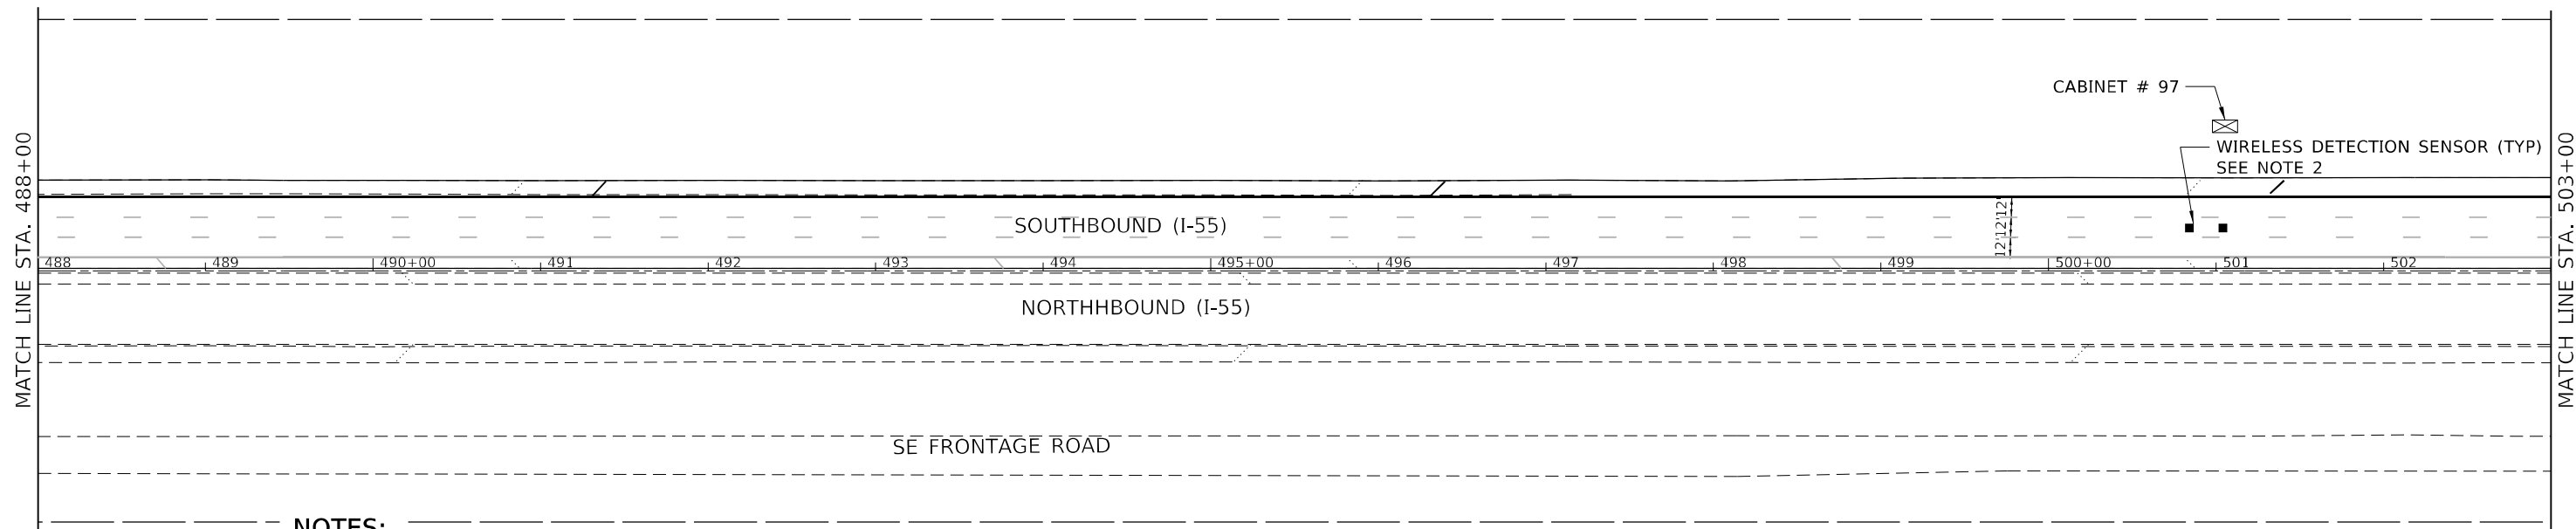 CABINET # 97
WIRELESS DETECTION SENSOR (TYP)
SEE NOTE 2
MATCH LINE STA. 488+00
MATCH LINE STA. 503+00
SOUTHBOUND (I-55)
12'12'12'
488 489 490+00 491 492 493 494 495+00 496 497 498 499 500+00 501 502
NORTHHBOUND (I-55)
SE FRONTAGE ROAD
NOTES: